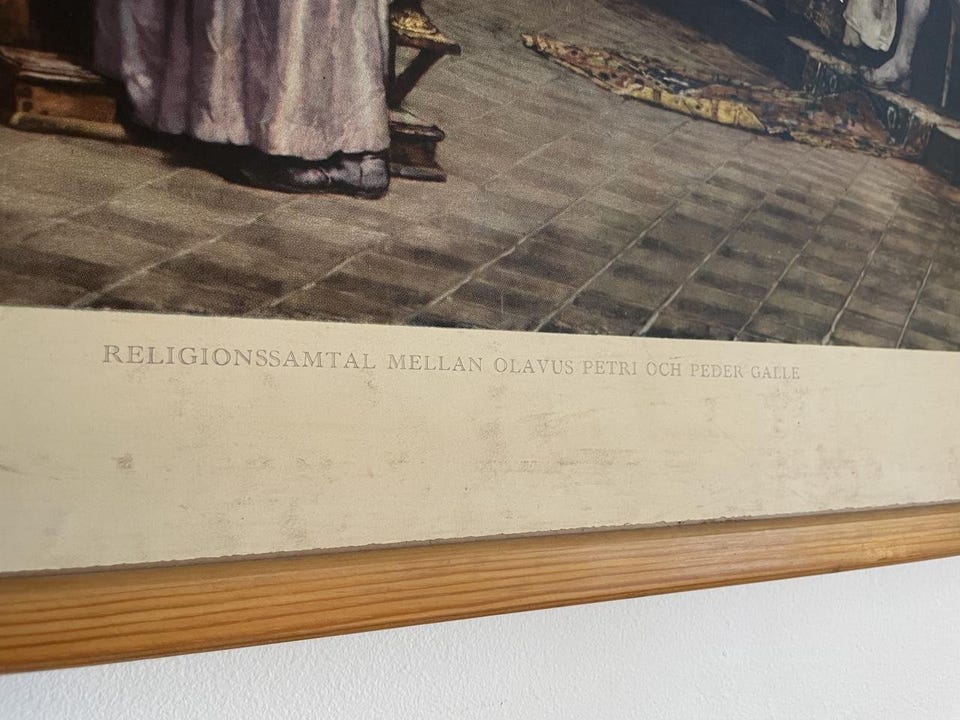 RELIGIONSSAMTAL MELLAN OLAVUS PETRI OCH PEDER GALLE